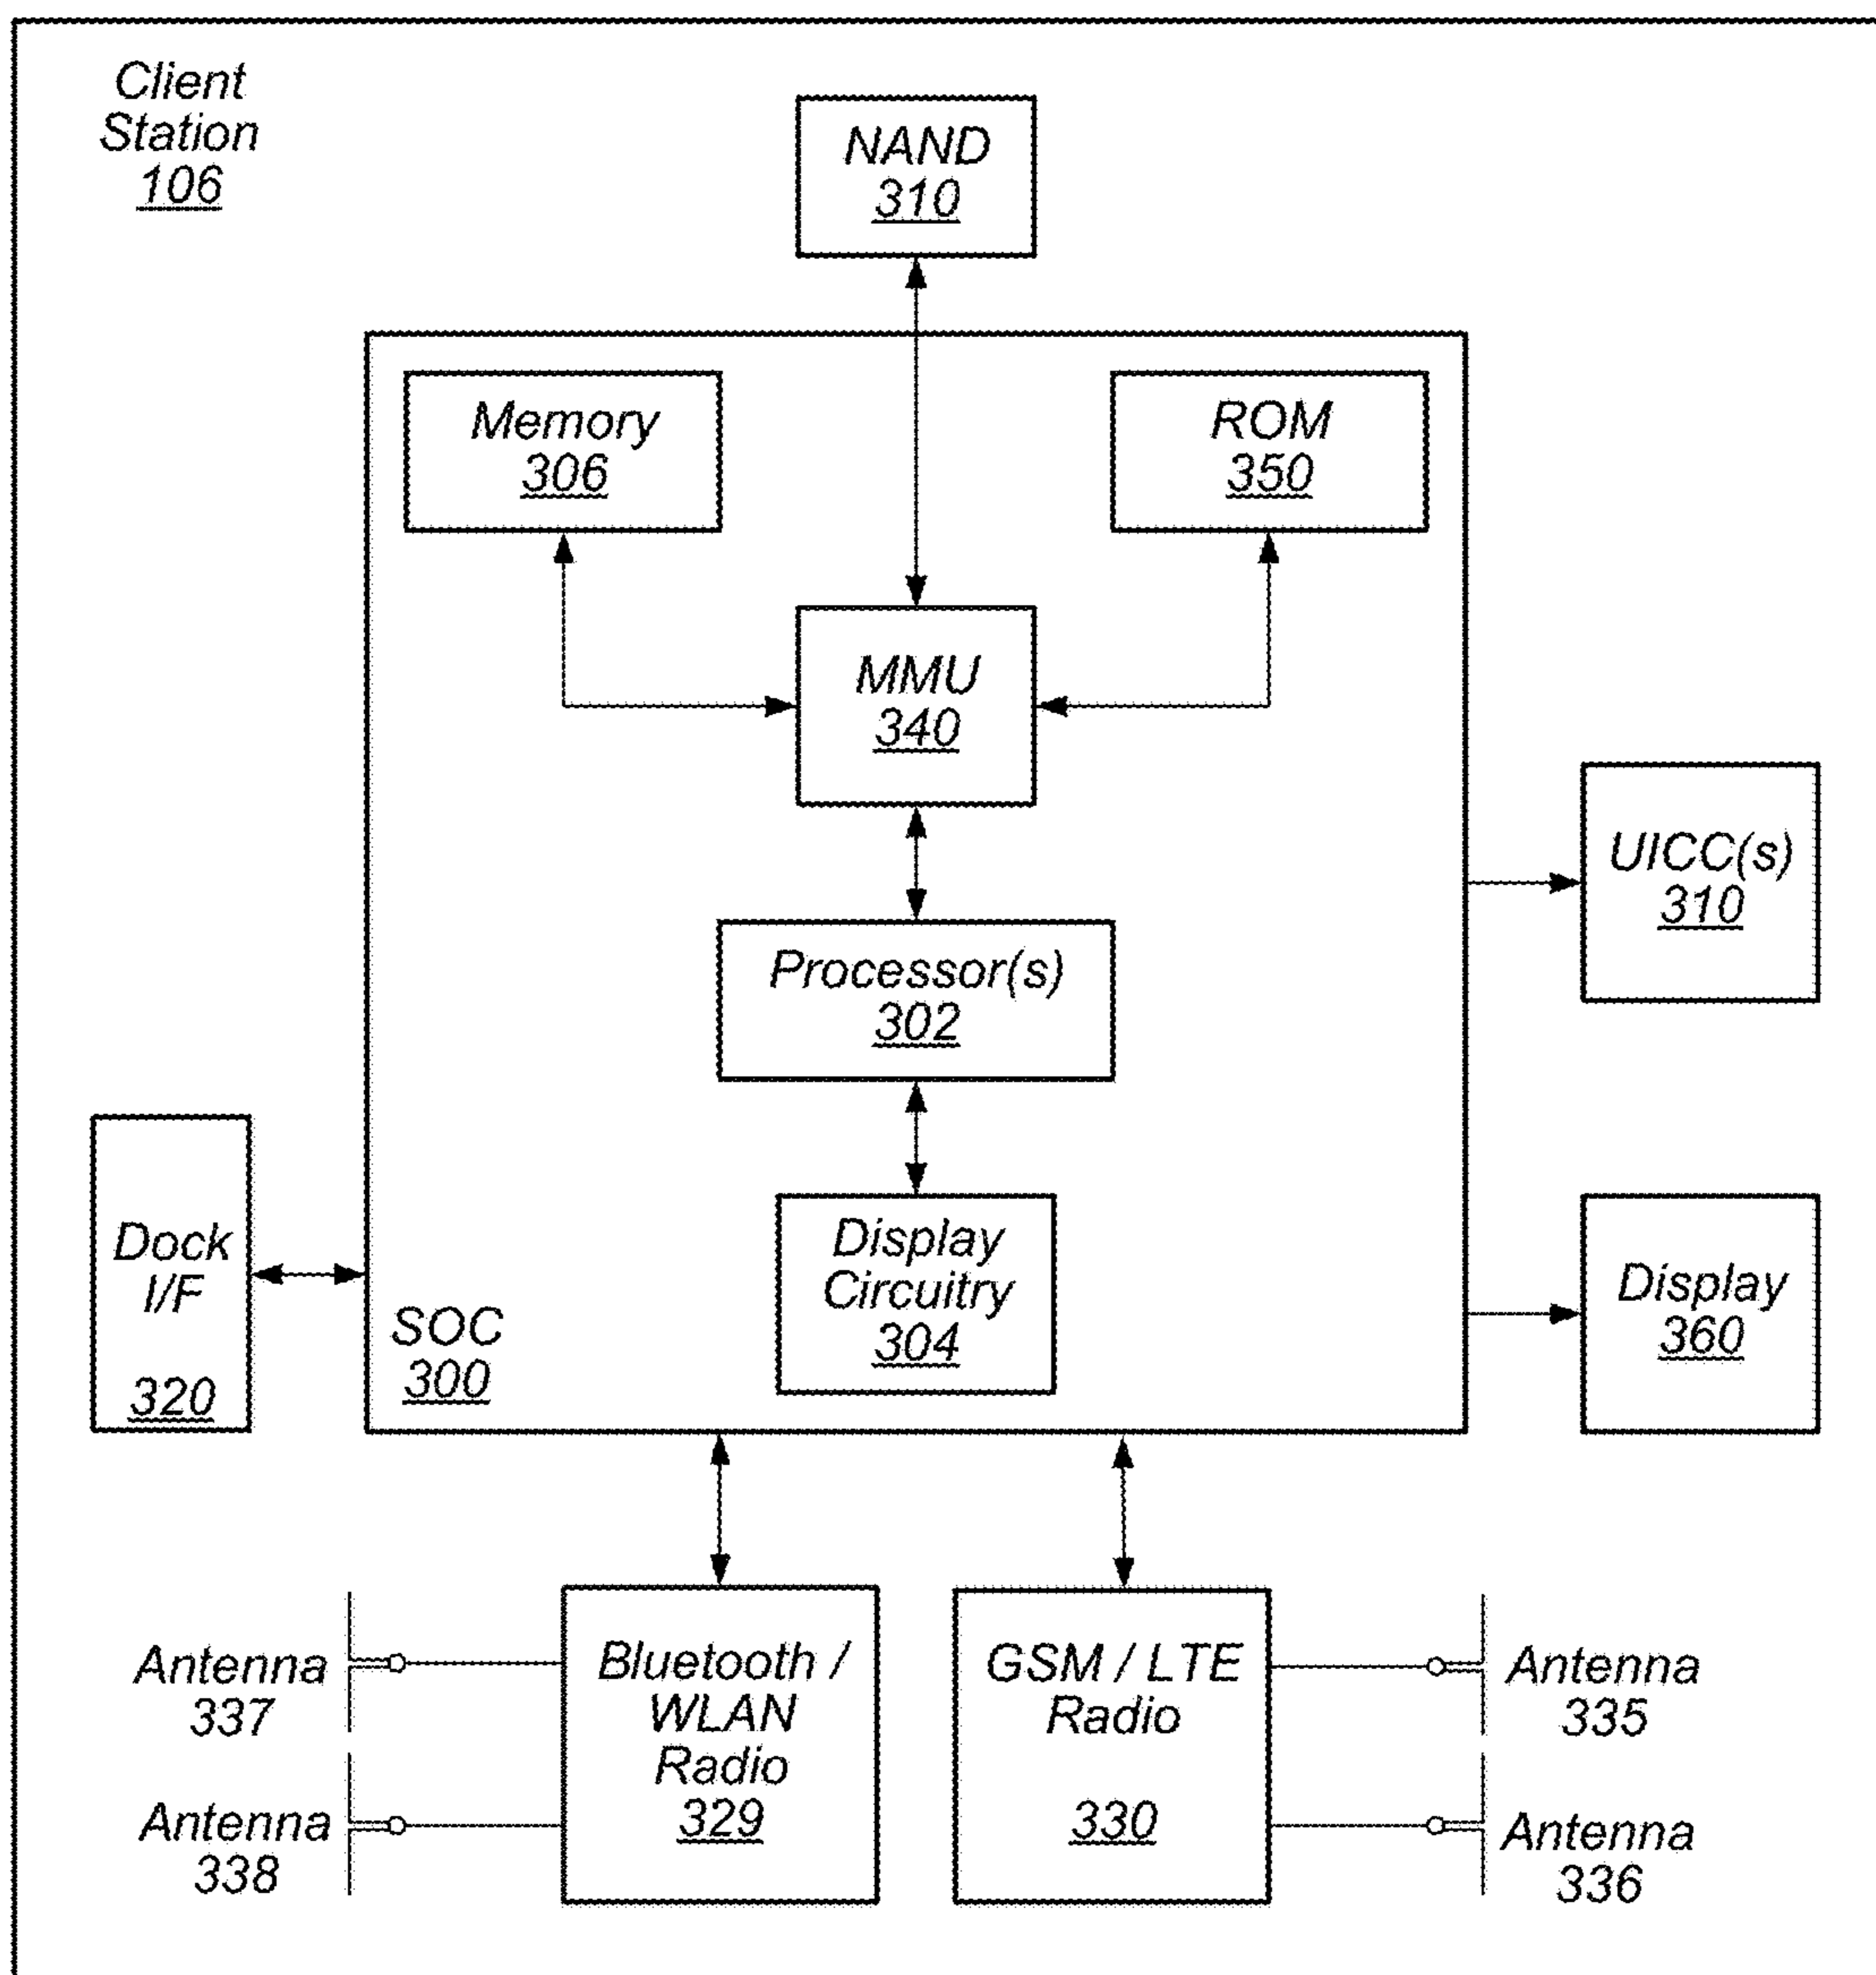 Client
Station
106
NAND
310
Memory
306
ROM
350
MMU
340
UICC(s)
310
Processor(s)
302
Dock
I/F
320
Display
Circuitry
304
SOC
300
Display
360
Antenna
337
Bluetooth /
WLAN
Radio
329
GSM / LTE
Radio
330
Antenna
335
Antenna
338
Antenna
336